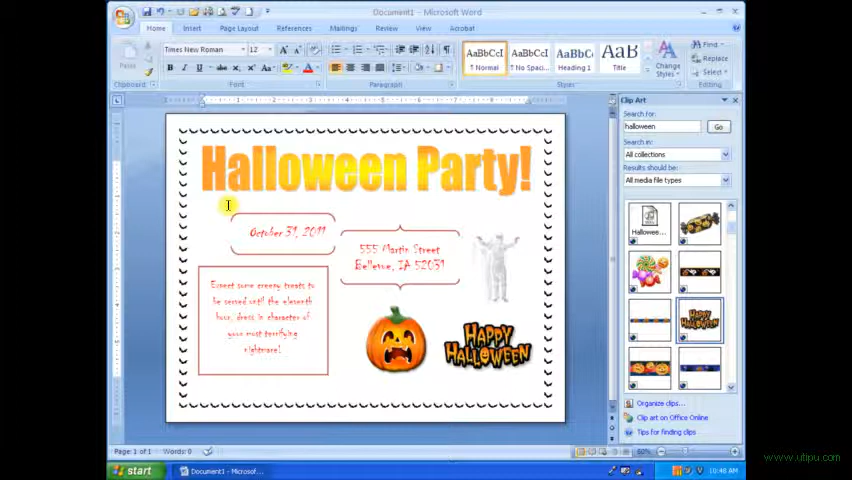 Document1 - Microsoft Word
Home Insert Page Layout References Mailings Review View Acrobat
Paste
Times New Roman 12
AaBbCcI AaBbCcI AaBbC AaB
¶ Normal ¶ No Spaci... Heading 1 Title
Change Styles
Find
Replace
Select
Clipboard Font Paragraph Styles Editing
Clip Art
Search for:
halloween Go
Search in:
All collections
Results should be:
All media file types
Hallowee...
HAPPY HALLOWEEN
Organize clips...
Clip art on Office Online
Tips for finding clips
Halloween Party!
October 31, 2011
555 Martin Street
Bellevue, IA 52031
Expect some creepy treats to
be served until the eleventh
hour, dress in character of
your most terrifying
nightmare!
HAPPY
HALLOWEEN
Page: 1 of 1 Words: 0
start Document1 - Microsof... 10:48 AM
www.utipu.com